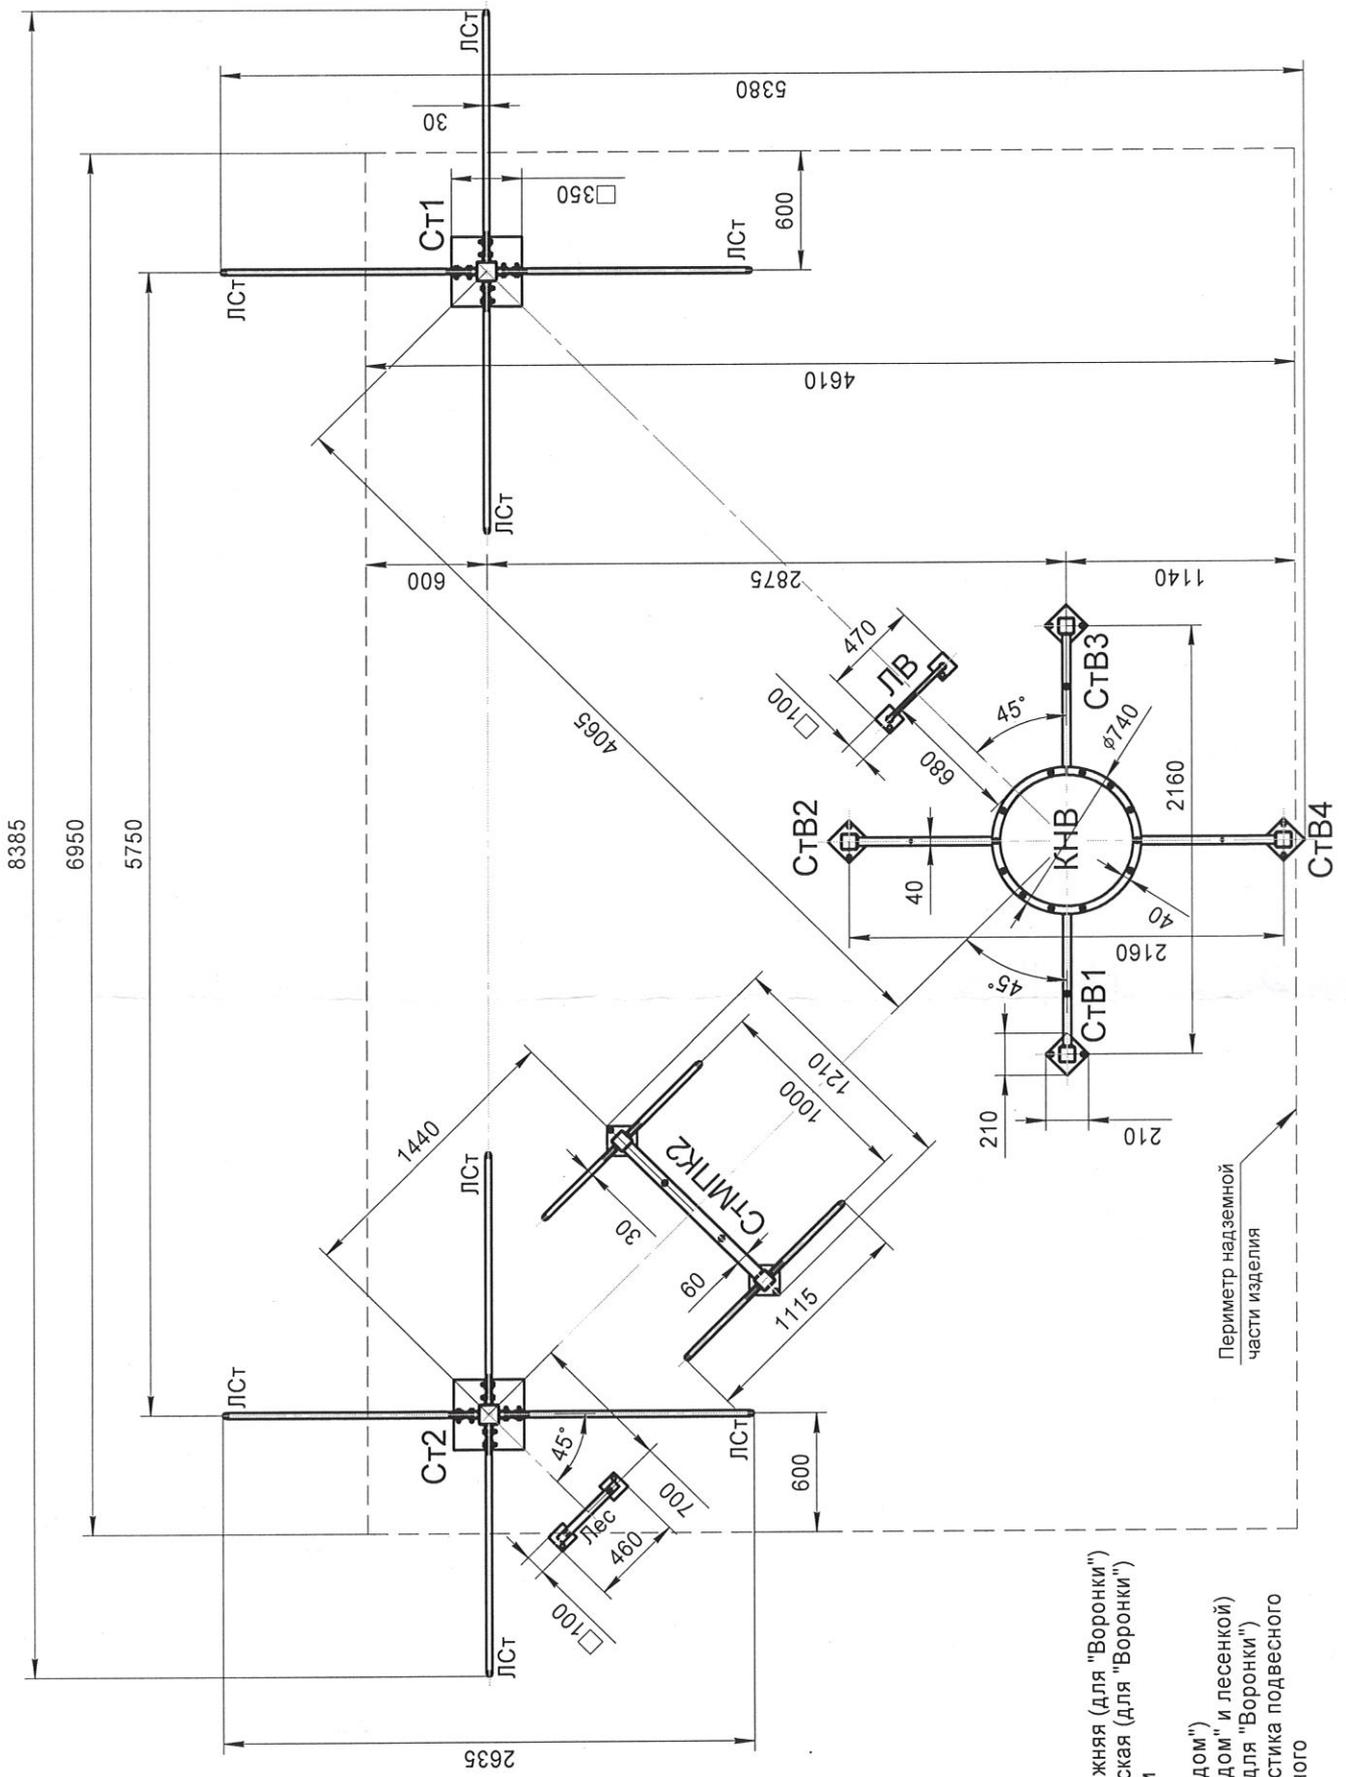 8385
6950
5750
ЛСт
30
5380
Ст1
□350
ЛСт
ЛСт
600
4610
ЛСт
600
2875
1140
4065
470
ЛВ
□100
680
45°
СтВ3
ϕ740
2160
СтВ2
КНВ
40
40
СтВ4
2160
45°
СтВ1
210
210
1210
1000
1440
СтМПК2
30
60
1115
ЛСт
ЛСт
Ст2
45°
ЛСт
600
700
Лес
460
□100
ЛСт
2635
Периметр надземной
части изделия
жняя (для "Воронки")
ская (для "Воронки")
и
дом")
дом" и лесенкой)
для "Воронки")
стика подвесного
ного